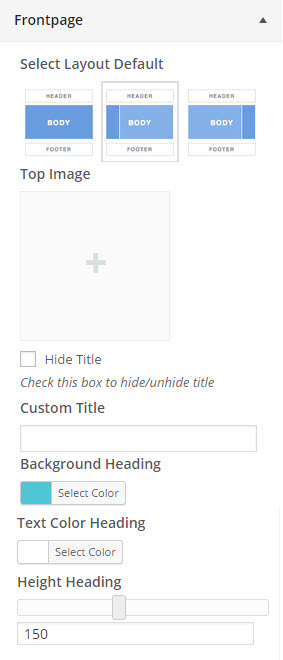 Frontpage
Select Layout Default
HEADER HEADER HEADER
BODY BODY BODY
FOOTER FOOTER FOOTER
Top Image
Hide Title
Check this box to hide/unhide title
Custom Title
Background Heading
Select Color
Text Color Heading
Select Color
Height Heading
150